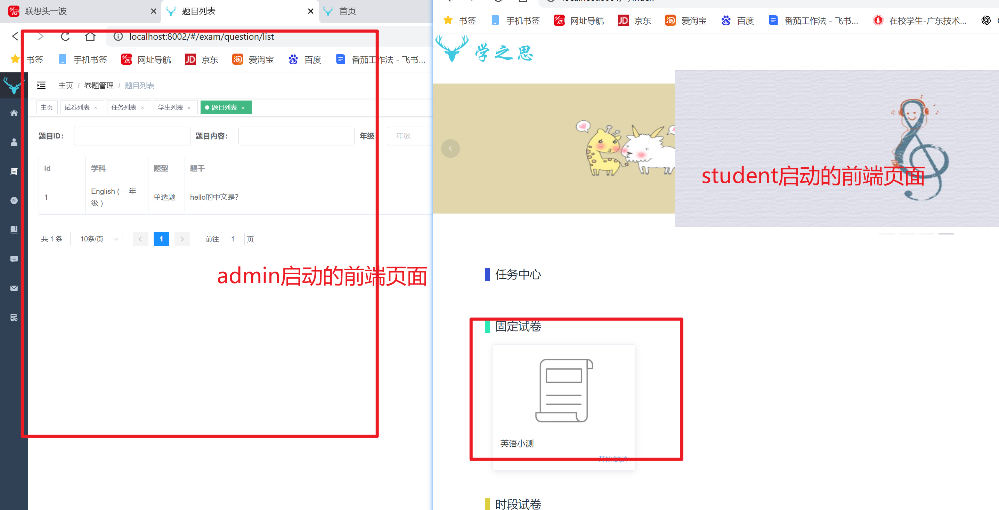 联想头一波
题目列表
首页
localhost:8002/#/exam/question/list
书签 手机书签 网址导航 JD 京东 淘 爱淘宝 du 百度 番茄工作法 - 飞书...
主页 / 卷题管理 / 题目列表
主页 试卷列表 × 任务列表 × 学生列表 × 题目列表 ×
题目ID： 题目内容： 年级： 年级
Id 学科 题型 题干
1 English ( 一年级 ) 单选题 hello的中文是?
共 1 条 10条/页 1 前往 1 页
admin启动的前端页面
书签 手机书签 网址导航 JD 京东 淘 爱淘宝 du 百度 番茄工作法 - 飞书... 在校学生-广东技术...
学之思
student启动的前端页面
任务中心
固定试卷
英语小测
开始做题
时段试卷